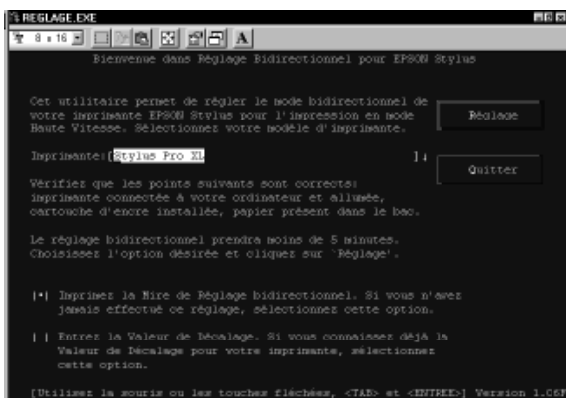 REGLAGE.EXE
8 x 16
A
Bienvenue dans Réglage Bidirectionnel pour EPSON Stylus
Cet utilitaire permet de régler le mode bidirectionnel de
votre imprimante EPSON Stylus pour l'impression en mode
Haute Vitesse. Sélectionnez votre modèle d'imprimante.
Réglage
Imprimante:[Stylus Pro XL ]↓
Quitter
Vérifiez que les points suivants sont corrects:
imprimante connectée à votre ordinateur et allumée,
cartouche d'encre installée, papier présent dans le bac.
Le réglage bidirectionnel prendra moins de 5 minutes.
Choisissez l'option désirée et cliquez sur `Réglage'.
[•] Imprimez la Mire de Réglage bidirectionnel. Si vous n'avez
jamais effectué ce réglage, sélectionnez cette option.
[ ] Entrez la Valeur de Décalage. Si vous connaissez déjà la
Valeur de Décalage pour votre imprimante, sélectionnez
cette option.
[Utilisez la souris ou les touches fléchées, <TAB> et <ENTREE>] Version 1.06F